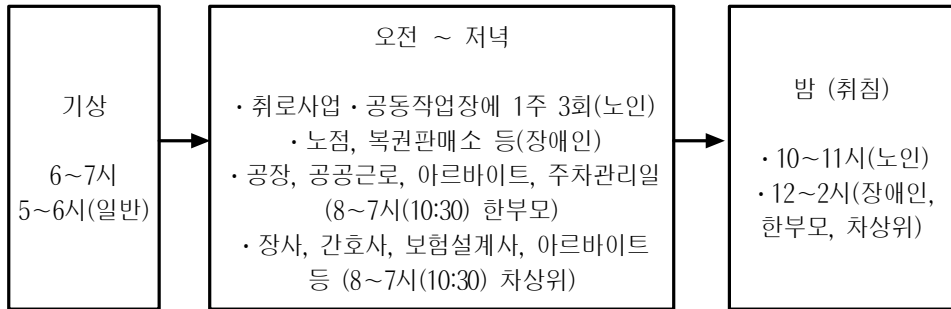 기상
6~7시
5~6시(일반)
오전 ~ 저녁
·취로사업·공동작업장에 1주 3회(노인)
·노점, 복권판매소 등(장애인)
·공장, 공공근로, 아르바이트, 주차관리일
(8~7시(10:30) 한부모)
·장사, 간호사, 보험설계사, 아르바이트
등 (8~7시(10:30) 차상위)
밤 (취침)
·10~11시(노인)
·12~2시(장애인,
한부모, 차상위)